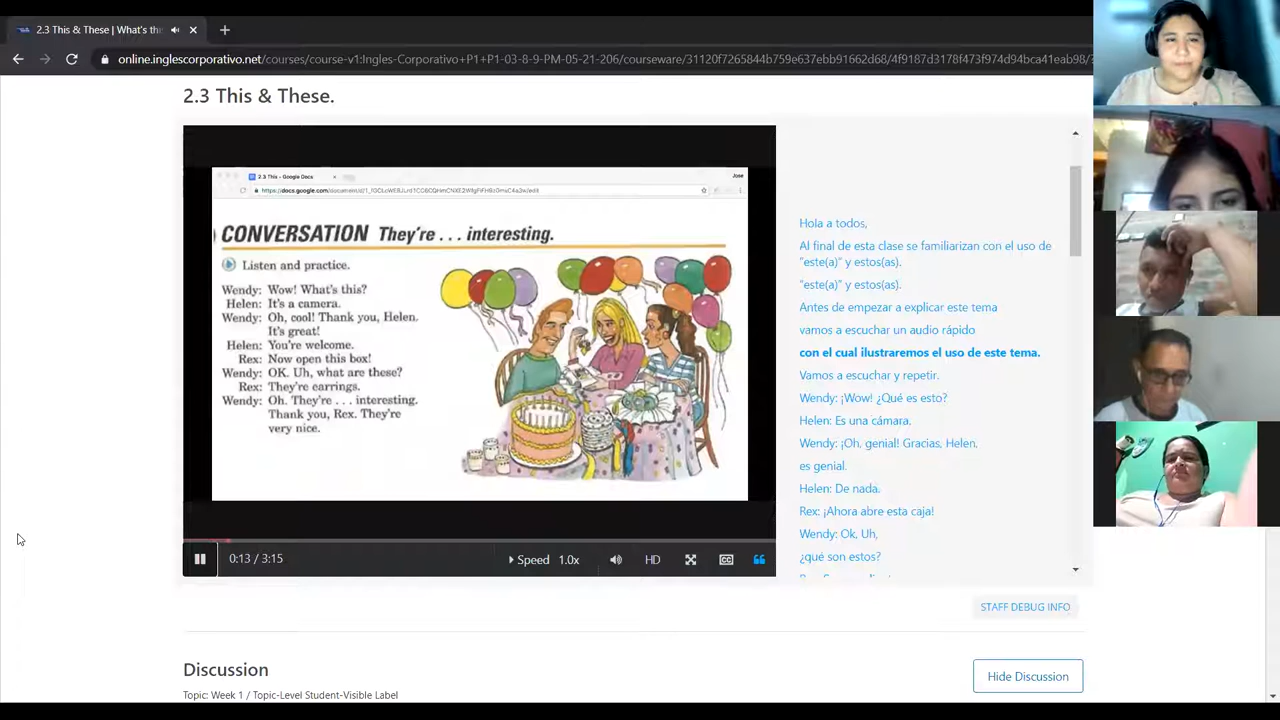 2.3 This & These | What's thi
online.inglescorporativo.net/courses/course-v1:Ingles-Corporativo+P1+P1-03-8-9-PM-05-21-206/courseware/31120f7265844b759e637ebb91662d68/4f9187d3178f473f974d94bca41eab98/?
2.3 This & These.
2.3 This - Google Docs
Jose
CONVERSATION They're . . . interesting.
Listen and practice.
Wendy: Wow! What's this?
Helen: It's a camera.
Wendy: Oh, cool! Thank you, Helen.
It's great!
Helen: You're welcome.
Rex: Now open this box!
Wendy: OK. Uh, what are these?
Rex: They're earrings.
Wendy: Oh. They're . . . interesting.
Thank you, Rex. They're
very nice.
0:13 / 3:15
Speed 1.0x
HD
CC
Hola a todos,
Al final de esta clase se familiarizan con el uso de
"este(a)" y estos(as).
"este(a)" y estos(as).
Antes de empezar a explicar este tema
vamos a escuchar un audio rápido
con el cual ilustraremos el uso de este tema.
Vamos a escuchar y repetir.
Wendy: ¡Wow! ¿Qué es esto?
Helen: Es una cámara.
Wendy: ¡Oh, genial! Gracias, Helen.
es genial.
Helen: De nada.
Rex: ¡Ahora abre esta caja!
Wendy: Ok, Uh,
¿qué son estos?
STAFF DEBUG INFO
Discussion
Hide Discussion
Topic: Week 1 / Topic-Level Student-Visible Label